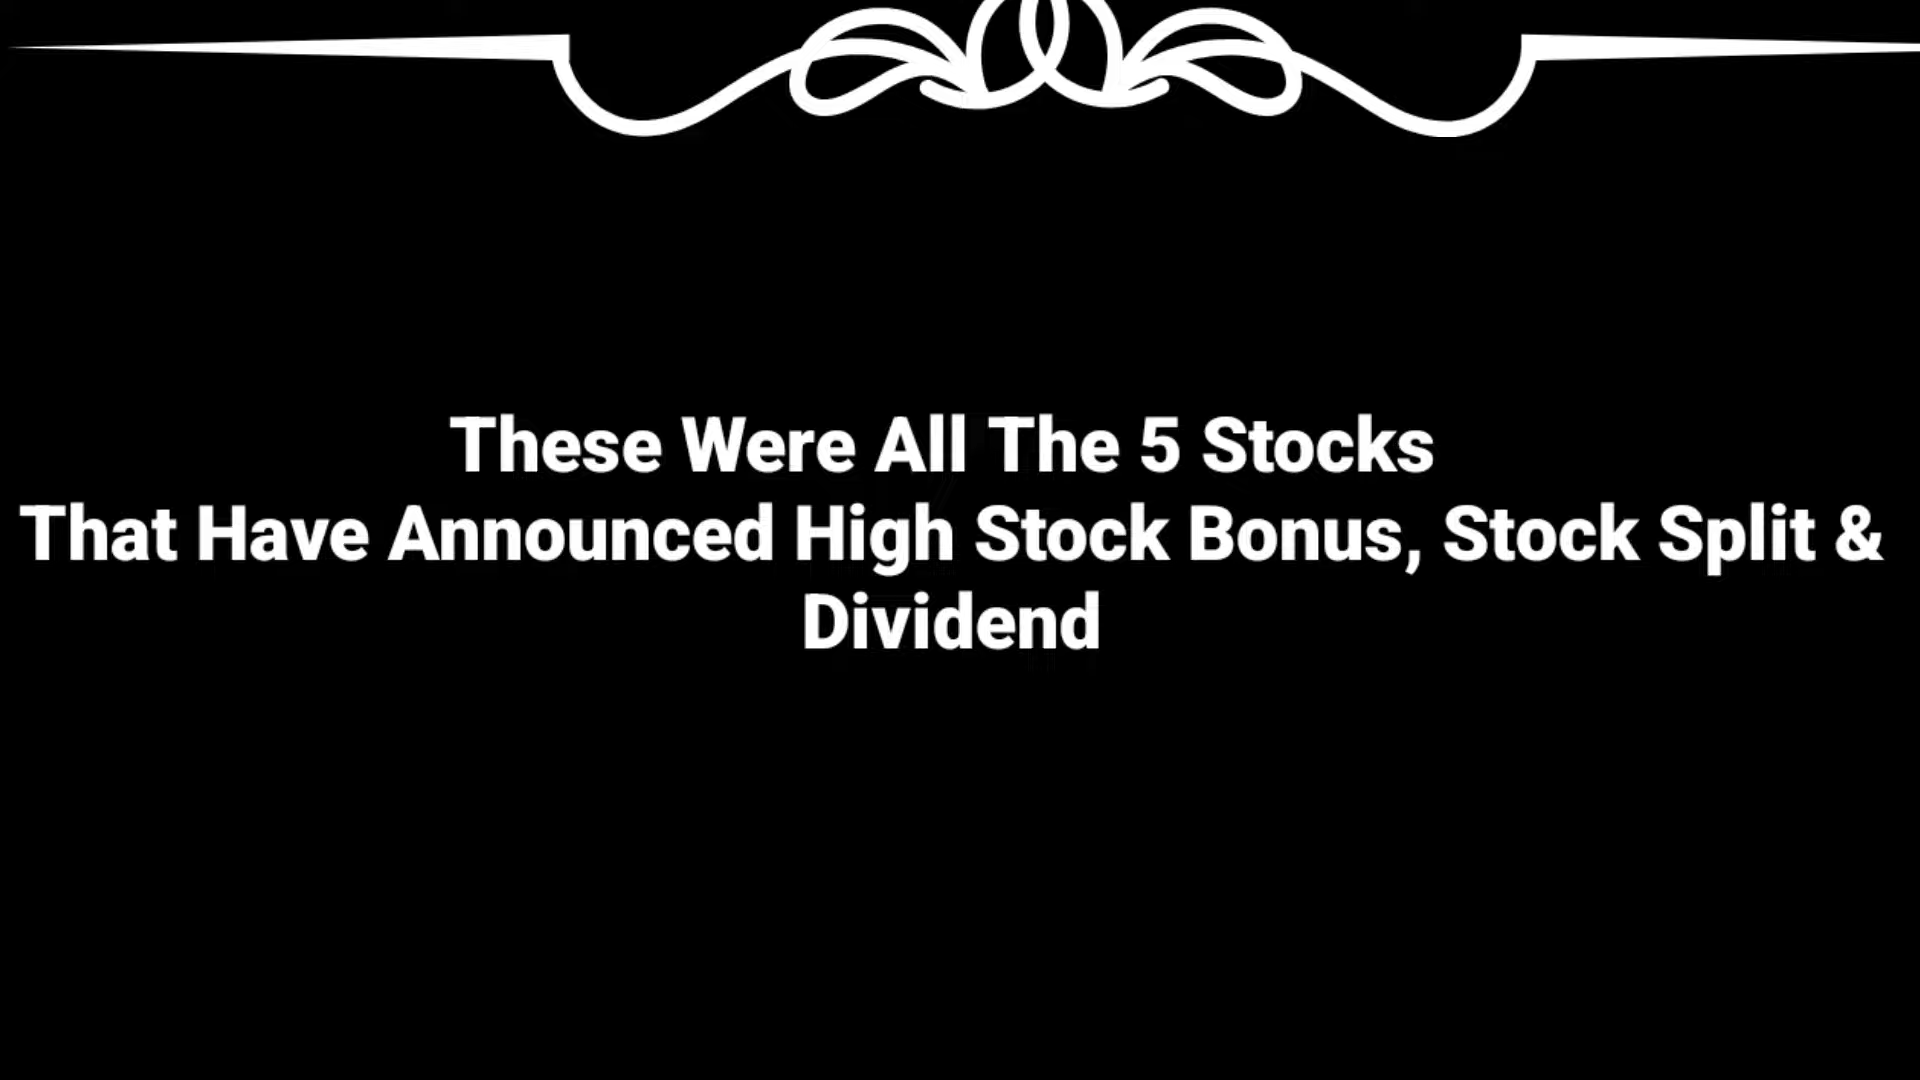 These Were All The 5 Stocks
That Have Announced High Stock Bonus, Stock Split &
Dividend